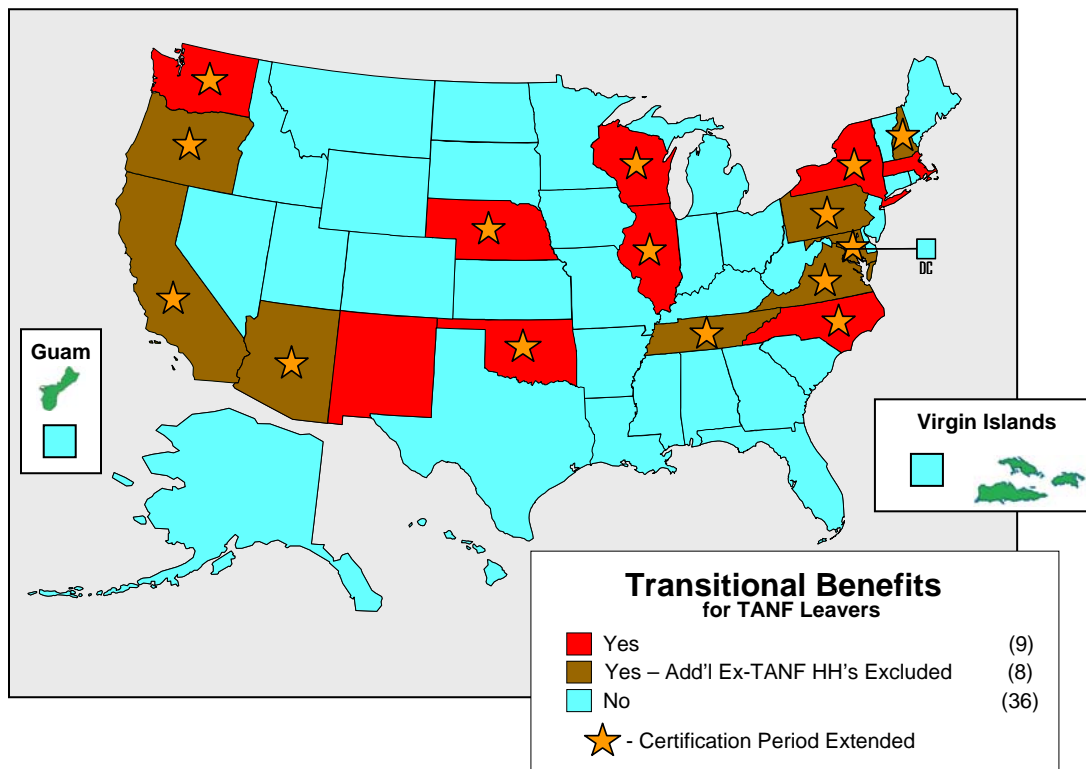 Guam
DC
Virgin Islands
Transitional Benefits
for TANF Leavers
Yes (9)
Yes – Add'l Ex-TANF HH's Excluded (8)
No (36)
- Certification Period Extended